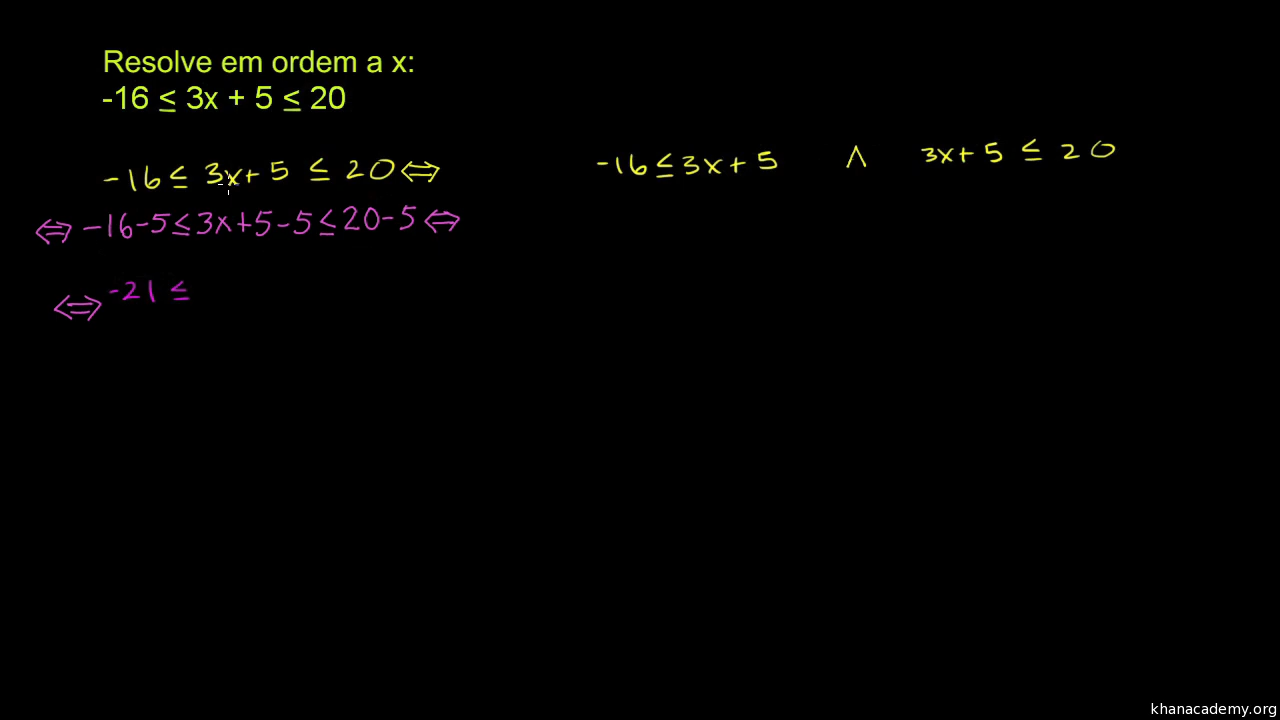 Resolve em ordem a x:
-16 ≤ 3x + 5 ≤ 20
-16 ≤ 3x+5 ≤ 20 ⇔
-16 ≤ 3x + 5 ∧ 3x+5 ≤ 20
⇔ -16-5 ≤ 3x+5-5 ≤ 20-5 ⇔
⇔ -21 ≤
khanacademy.org